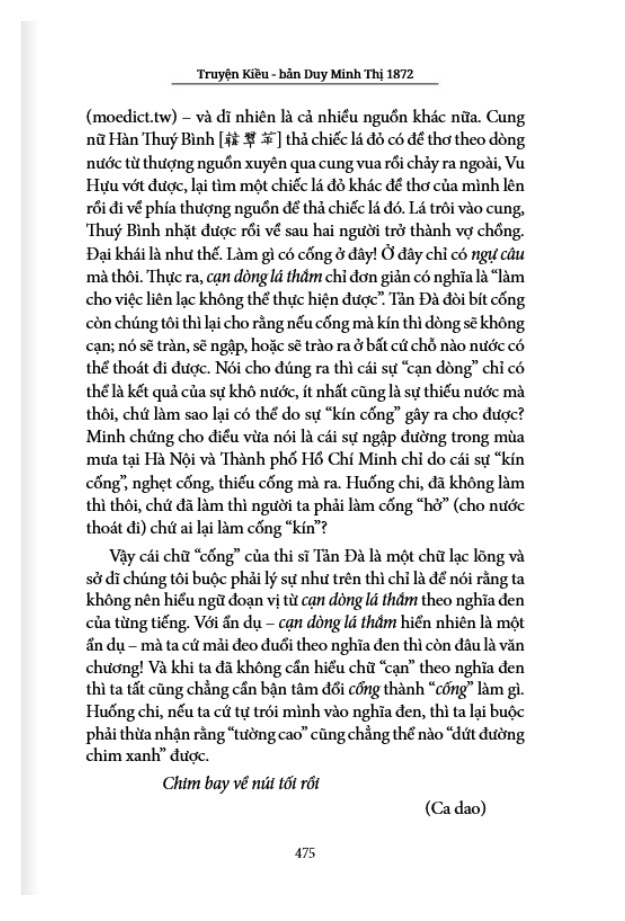 Truyện Kiều - bản Duy Minh Thị 1872
(moedict.tw) – và dĩ nhiên là cả nhiều nguồn khác nữa. Cung
nữ Hàn Thuý Bình [韓翠苹] thả chiếc lá đỏ có đề thơ theo dòng
nước từ thượng nguồn xuyên qua cung vua rồi chảy ra ngoài, Vu
Hựu vớt được, lại tìm một chiếc lá đỏ khác đề thơ của mình lên
rồi đi về phía thượng nguồn để thả chiếc lá đó. Lá trôi vào cung,
Thuý Bình nhặt được rồi về sau hai người trở thành vợ chồng.
Đại khái là như thế. Làm gì có cống ở đây! Ở đây chỉ có ngự câu
mà thôi. Thực ra, cạn dòng lá thắm chỉ đơn giản có nghĩa là “làm
cho việc liên lạc không thể thực hiện được”. Tản Đà đòi bít cống
còn chúng tôi thì lại cho rằng nếu cống mà kín thì dòng sẽ không
cạn; nó sẽ tràn, sẽ ngập, hoặc sẽ trào ra ở bất cứ chỗ nào nước có
thể thoát đi được. Nói cho đúng ra thì cái sự “cạn dòng” chỉ có
thể là kết quả của sự khô nước, ít nhất cũng là sự thiếu nước mà
thôi, chứ làm sao lại có thể do sự “kín cống” gây ra cho được?
Minh chứng cho điều vừa nói là cái sự ngập đường trong mùa
mưa tại Hà Nội và Thành phố Hồ Chí Minh chỉ do cái sự “kín
cống”, nghẹt cống, thiếu cống mà ra. Huống chi, đã không làm
thì thôi, chứ đã làm thì người ta phải làm cống “hở” (cho nước
thoát đi) chứ ai lại làm cống “kín”?
Vậy cái chữ “cống” của thi sĩ Tản Đà là một chữ lạc lõng và
sở dĩ chúng tôi buộc phải lý sự như trên thì chỉ là để nói rằng ta
không nên hiểu ngữ đoạn vị từ cạn dòng lá thắm theo nghĩa đen
của từng tiếng. Với ẩn dụ – cạn dòng lá thắm hiển nhiên là một
ẩn dụ – mà ta cứ mải đeo đuổi theo nghĩa đen thì còn đâu là văn
chương! Và khi ta đã không cần hiểu chữ “cạn” theo nghĩa đen
thì ta tất cũng chẳng cần bận tâm đổi cổng thành “cống” làm gì.
Huống chi, nếu ta cứ tự trói mình vào nghĩa đen, thì ta lại buộc
phải thừa nhận rằng “tường cao” cũng chẳng thể nào “dứt đường
chim xanh” được.
Chim bay về núi tối rồi
(Ca dao)
475